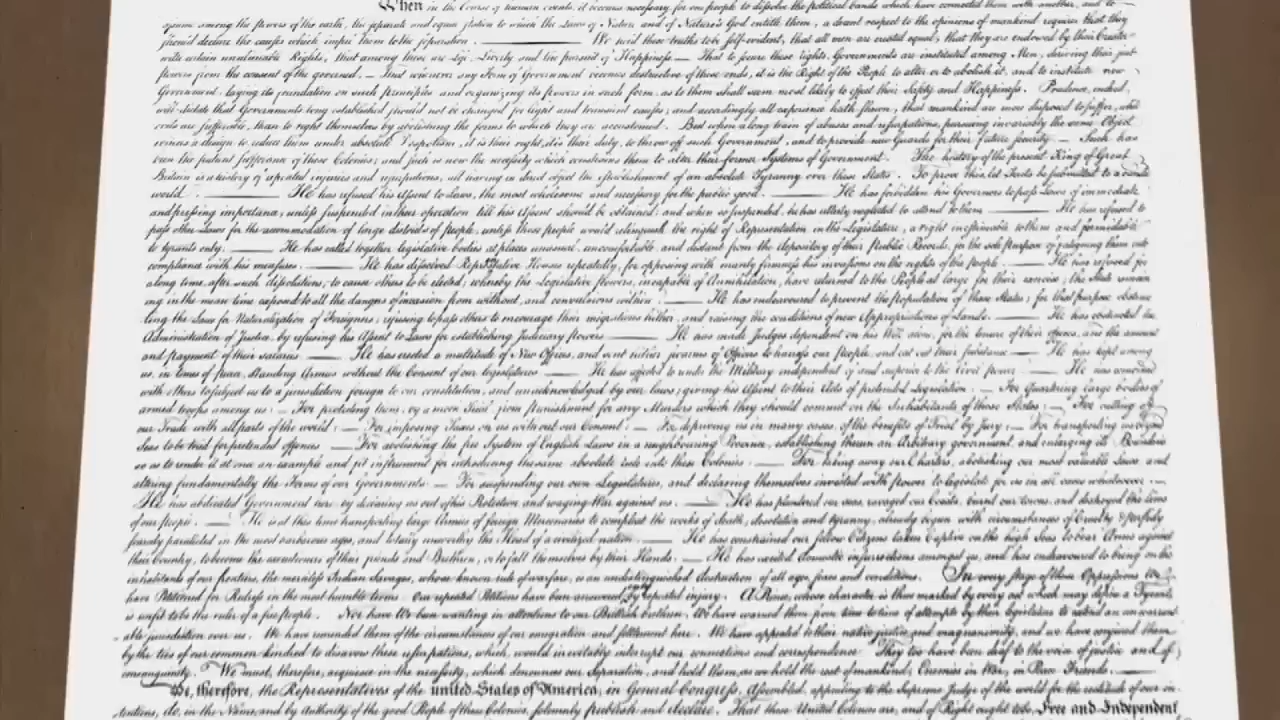 When in the Course of human events, it becomes necessary for one people to dissolve the political bands which have connected them with another, and to
assume among the powers of the earth, the separate and equal station to which the Laws of Nature and of Nature's God entitle them, a decent respect to the opinions of mankind requires that they
should declare the causes which impel them to the separation. — We hold these truths to be self-evident, that all men are created equal, that they are endowed by their Creator
with certain unalienable Rights, that among these are Life, Liberty and the pursuit of Happiness. — That to secure these rights, Governments are instituted among Men, deriving their just
powers from the consent of the governed, — That whenever any Form of Government becomes destructive of these ends, it is the Right of the People to alter or to abolish it, and to institute new
Government, laying its foundation on such principles and organizing its powers in such form, as to them shall seem most likely to effect their Safety and Happiness. Prudence, indeed,
will dictate that Governments long established should not be changed for light and transient causes; and accordingly all experience hath shewn, that mankind are more disposed to suffer, while
evils are sufferable, than to right themselves by abolishing the forms to which they are accustomed. But when a long train of abuses and usurpations, pursuing invariably the same Object
evinces a design to reduce them under absolute Despotism, it is their right, it is their duty, to throw off such Government, and to provide new Guards for their future security. — Such has
been the patient sufferance of these Colonies; and such is now the necessity which constrains them to alter their former Systems of Government. The history of the present King of Great
Britain is a history of repeated injuries and usurpations, all having in direct object the establishment of an absolute Tyranny over these States. To prove this, let Facts be submitted to a candid
world. — He has refused his Assent to Laws, the most wholesome and necessary for the public good. — He has forbidden his Governors to pass Laws of immediate
and pressing importance, unless suspended in their operation till his Assent should be obtained; and when so suspended, he has utterly neglected to attend to them. — He has refused to
pass other Laws for the accommodation of large districts of people, unless those people would relinquish the right of Representation in the Legislature, a right inestimable to them and formidable
to tyrants only. — He has called together legislative bodies at places unusual, uncomfortable, and distant from the depository of their Public Records, for the sole purpose of fatiguing them into
compliance with his measures. — He has dissolved Representative Houses repeatedly, for opposing with manly firmness his invasions on the rights of the people. — He has refused for
a long time, after such dissolutions, to cause others to be elected; whereby the Legislative powers, incapable of Annihilation, have returned to the People at large for their exercise; the State remain
ing in the mean time exposed to all the dangers of invasion from without, and convulsions within. — He has endeavoured to prevent the population of these States; for that purpose obstruc
ting the Laws for Naturalization of Foreigners; refusing to pass others to encourage their migrations hither, and raising the conditions of new Appropriations of Lands. — He has obstructed the
Administration of Justice, by refusing his Assent to Laws for establishing Judiciary powers. — He has made Judges dependent on his Will alone, for the tenure of their offices, and the amount
and payment of their salaries. — He has erected a multitude of New Offices, and sent hither swarms of Officers to harrass our people, and eat out their substance. — He has kept among
us, in times of peace, Standing Armies without the Consent of our legislatures. — He has affected to render the Military independent of and superior to the Civil power. — He has combined
with others to subject us to a jurisdiction foreign to our constitution, and unacknowledged by our laws; giving his Assent to their Acts of pretended Legislation: — For Quartering large bodies of
armed troops among us: — For protecting them, by a mock Trial, from punishment for any Murders which they should commit on the Inhabitants of these States: — For cutting off
our Trade with all parts of the world: — For imposing Taxes on us without our Consent: — For depriving us in many cases, of the benefits of Trial by Jury: — For transporting us beyond
Seas to be tried for pretended offences — For abolishing the free System of English Laws in a neighbouring Province, establishing therein an Arbitrary government, and enlarging its Boundaries
so as to render it at once an example and fit instrument for introducing the same absolute rule into these Colonies: — For taking away our Charters, abolishing our most valuable Laws, and
altering fundamentally the Forms of our Governments: — For suspending our own Legislatures, and declaring themselves invested with power to legislate for us in all cases whatsoever. —
He has abdicated Government here, by declaring us out of his Protection and waging War against us. — He has plundered our seas, ravaged our Coasts, burnt our towns, and destroyed the lives
of our people. — He is at this time transporting large Armies of foreign Mercenaries to compleat the works of death, desolation and tyranny, already begun with circumstances of Cruelty & perfidy
scarcely paralleled in the most barbarous ages, and totally unworthy the Head of a civilized nation. — He has constrained our fellow Citizens taken Captive on the high Seas to bear Arms against
their Country, to become the executioners of their friends and Brethren, or to fall themselves by their Hands. — He has excited domestic insurrections amongst us, and has endeavoured to bring on the
inhabitants of our frontiers, the merciless Indian Savages, whose known rule of warfare, is an undistinguished destruction of all ages, sexes and conditions. In every stage of these Oppressions We
have Petitioned for Redress in the most humble terms: Our repeated Petitions have been answered only by repeated injury. A Prince, whose character is thus marked by every act which may define a Tyrant,
is unfit to be the ruler of a free people. Nor have We been wanting in attentions to our Brittish brethren. We have warned them from time to time of attempts by their legislature to extend an unwarrant
able jurisdiction over us. We have reminded them of the circumstances of our emigration and settlement here. We have appealed to their native justice and magnanimity, and we have conjured them
by the ties of our common kindred to disavow these usurpations, which, would inevitably interrupt our connections and correspondence. They too have been deaf to the voice of justice and of
consanguinity. We must, therefore, acquiesce in the necessity, which denounces our Separation, and hold them, as we hold the rest of mankind, Enemies in War, in Peace Friends. —
We, therefore, the Representatives of the united States of America, in General Congress, Assembled, appealing to the Supreme Judge of the world for the rectitude of our in
tentions, do, in the Name, and by Authority of the good People of these Colonies, solemnly publish and declare, That these United Colonies are, and of Right ought to be Free and Independent